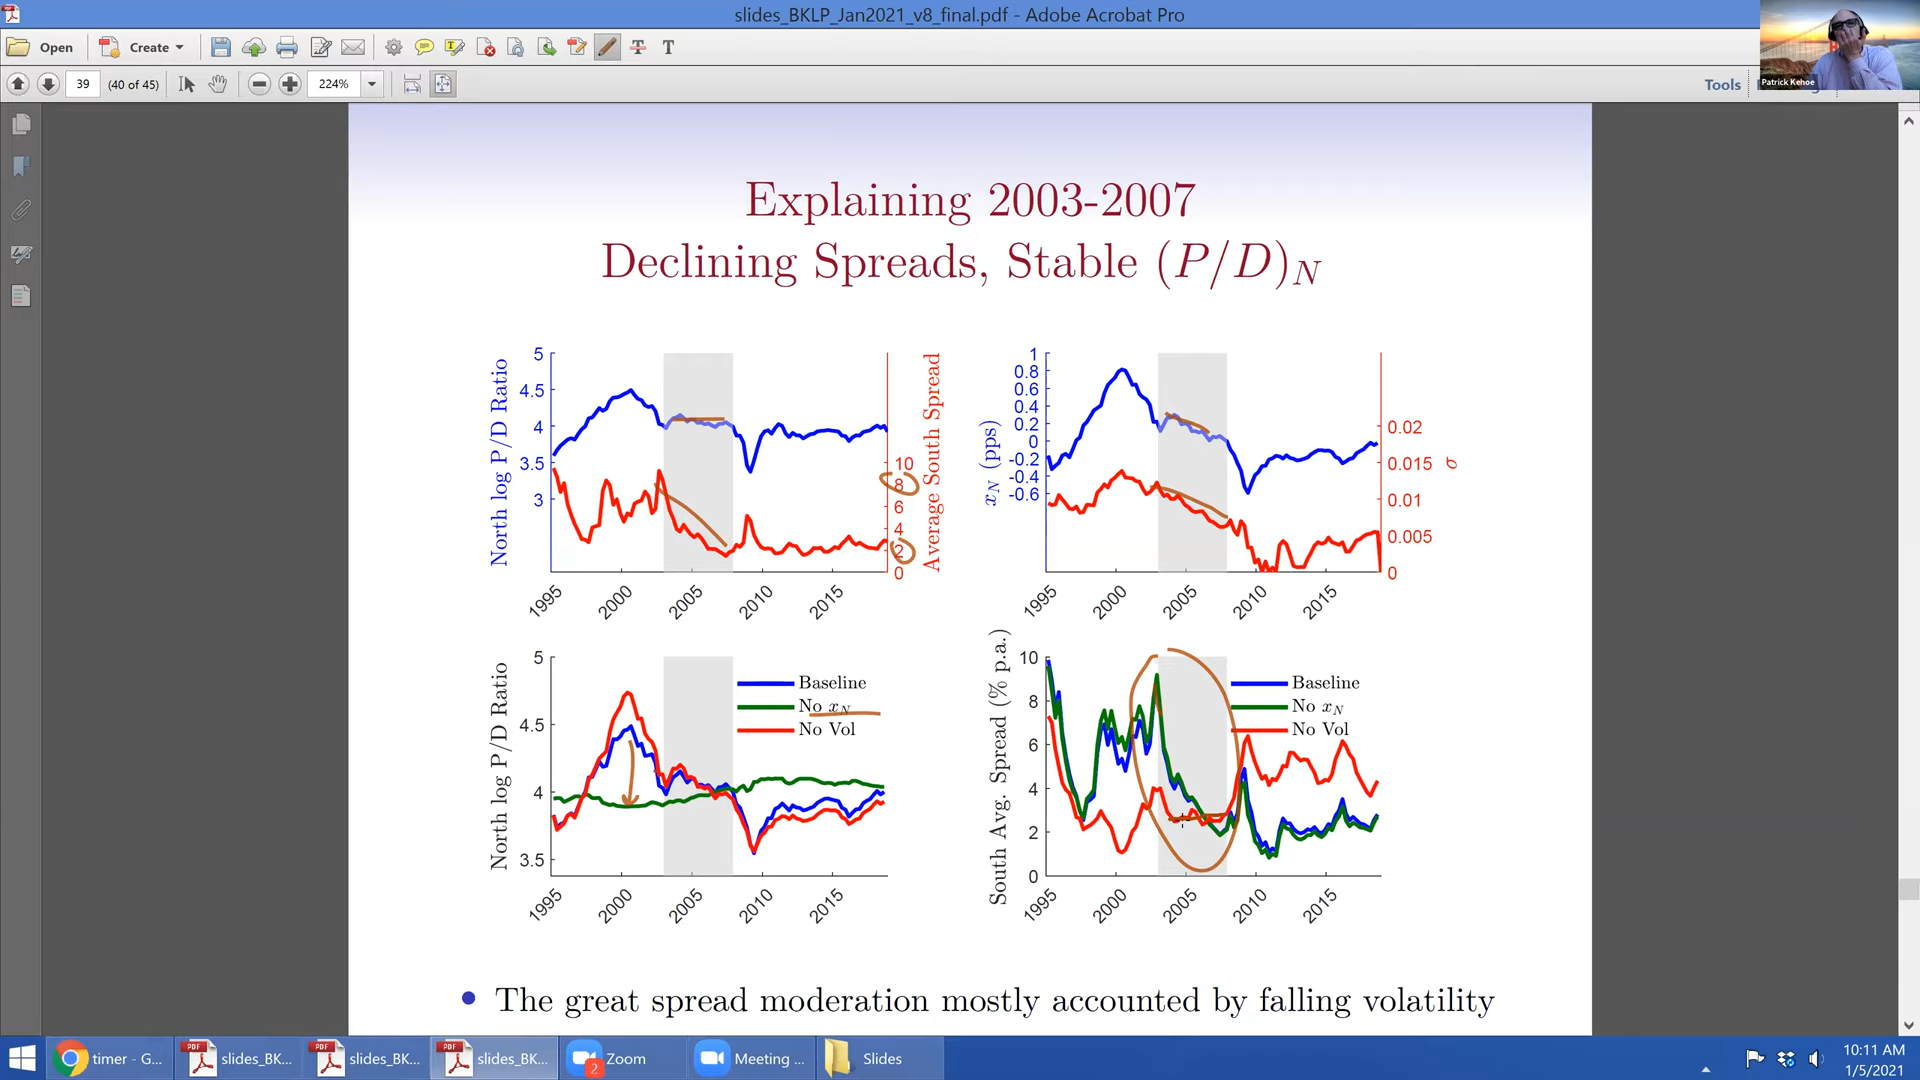 slides_BKLP_Jan2021_v8_final.pdf - Adobe Acrobat Pro
Open
Create
39
(40 of 45)
224%
Tools
Patrick Kehoe
Explaining 2003-2007
Declining Spreads, Stable (P/D)N
North log P/D Ratio
5
4.5
4
3.5
3
10
8
6
4
2
0
Average South Spread
1995
2000
2005
2010
2015
xN (pps)
1
0.8
0.6
0.4
0.2
0
-0.2
-0.4
-0.6
0.02
0.015
0.01
0.005
0
σ
1995
2000
2005
2010
2015
North log P/D Ratio
5
4.5
4
3.5
Baseline
No xN
No Vol
1995
2000
2005
2010
2015
South Avg. Spread (% p.a.)
10
8
6
4
2
0
Baseline
No xN
No Vol
1995
2000
2005
2010
2015
The great spread moderation mostly accounted by falling volatility
timer - G...
slides_BK...
slides_BK...
slides_BK...
2
Zoom
Meeting ...
Slides
10:11 AM
1/5/2021